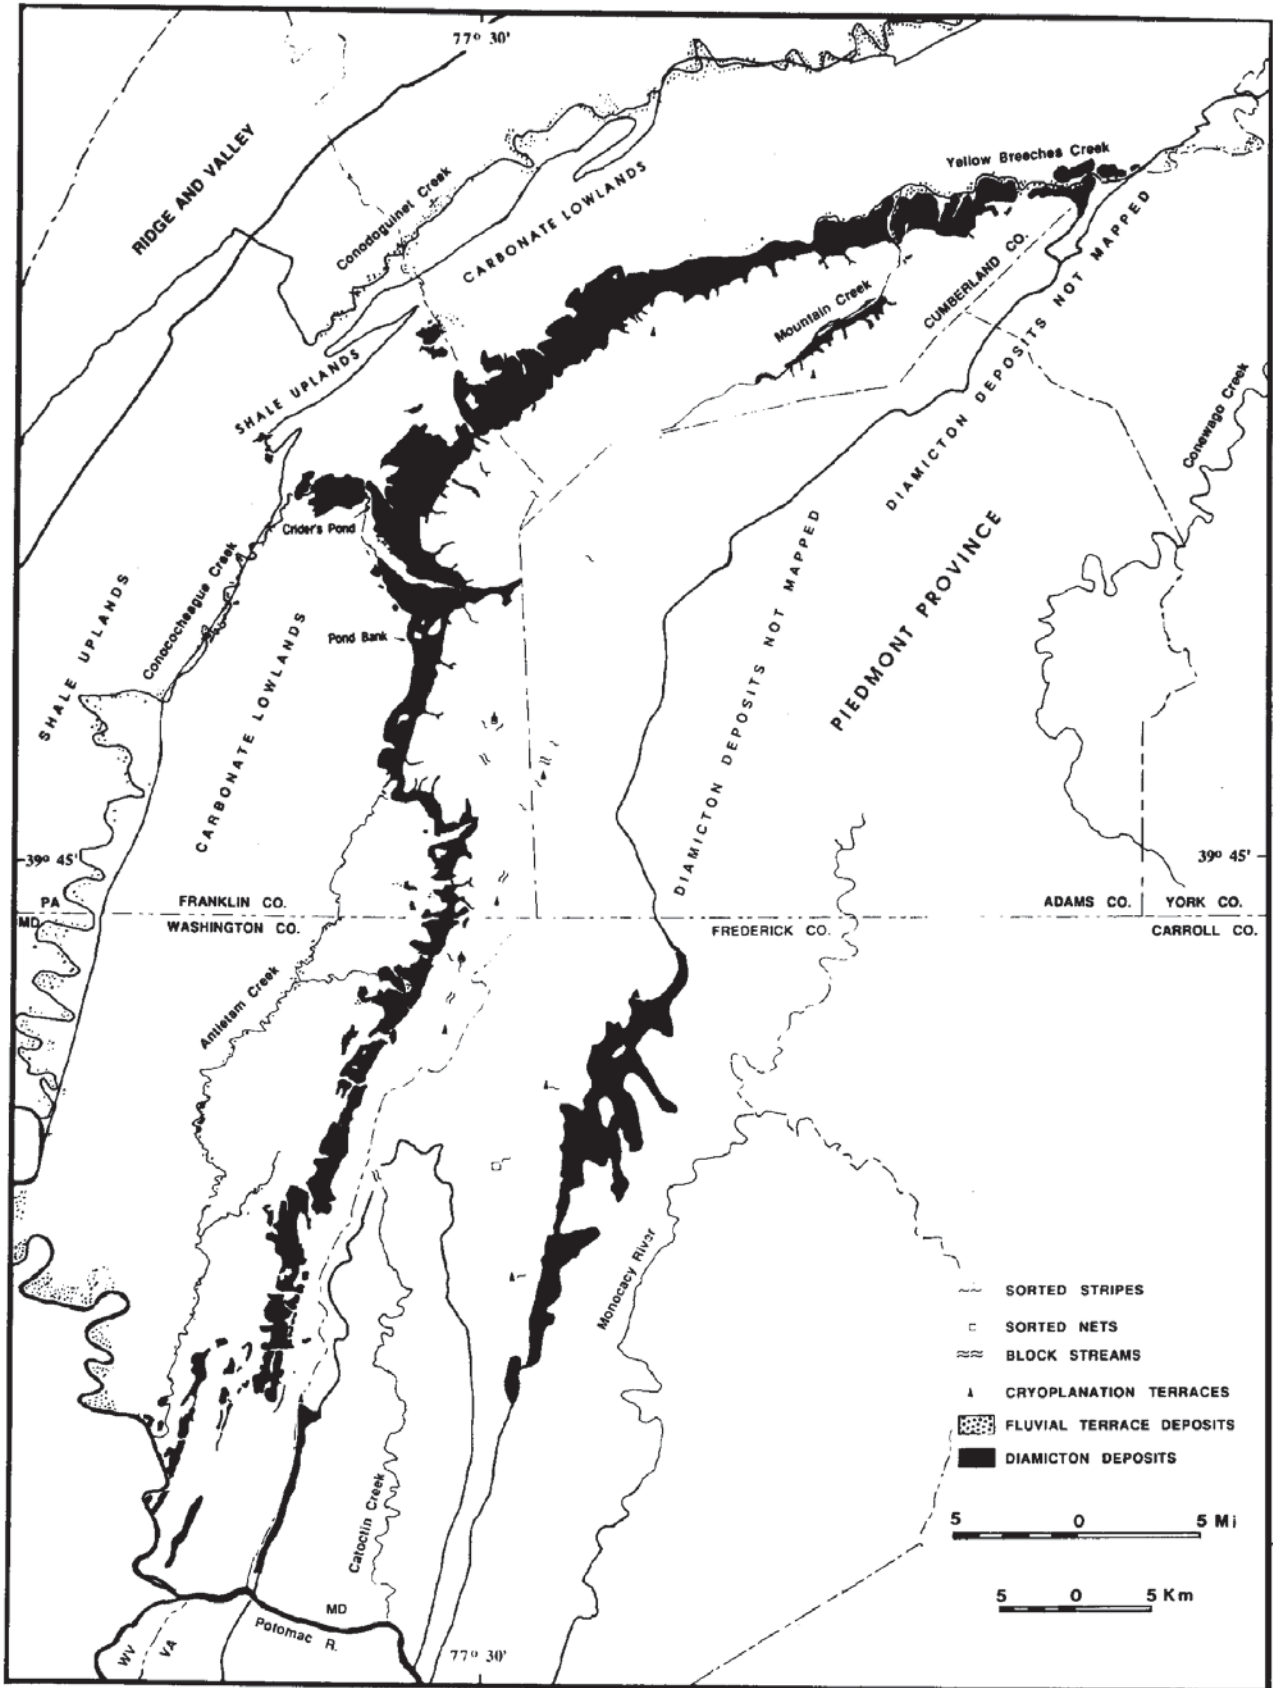 77° 30'
RIDGE AND VALLEY
Conodoguinet Creek
CARBONATE LOWLANDS
Yellow Breeches Creek
SHALE UPLANDS
Mountain Creek
CUMBERLAND CO.
DIAMICTON DEPOSITS NOT MAPPED
Conewago Creek
Crider's Pond
Conococheague Creek
SHALE UPLANDS
CARBONATE LOWLANDS
Pond Bank
DIAMICTON DEPOSITS NOT MAPPED
PIEDMONT PROVINCE
39° 45'
39° 45'
PA
FRANKLIN CO.
ADAMS CO.
YORK CO.
MD
WASHINGTON CO.
FREDERICK CO.
CARROLL CO.
Antietam Creek
Monocacy River
Catoctin Creek
SORTED STRIPES
SORTED NETS
BLOCK STREAMS
CRYOPLANATION TERRACES
FLUVIAL TERRACE DEPOSITS
DIAMICTON DEPOSITS
5 0 5 Mi
5 0 5 Km
MD
Potomac R.
WV
VA
77° 30'